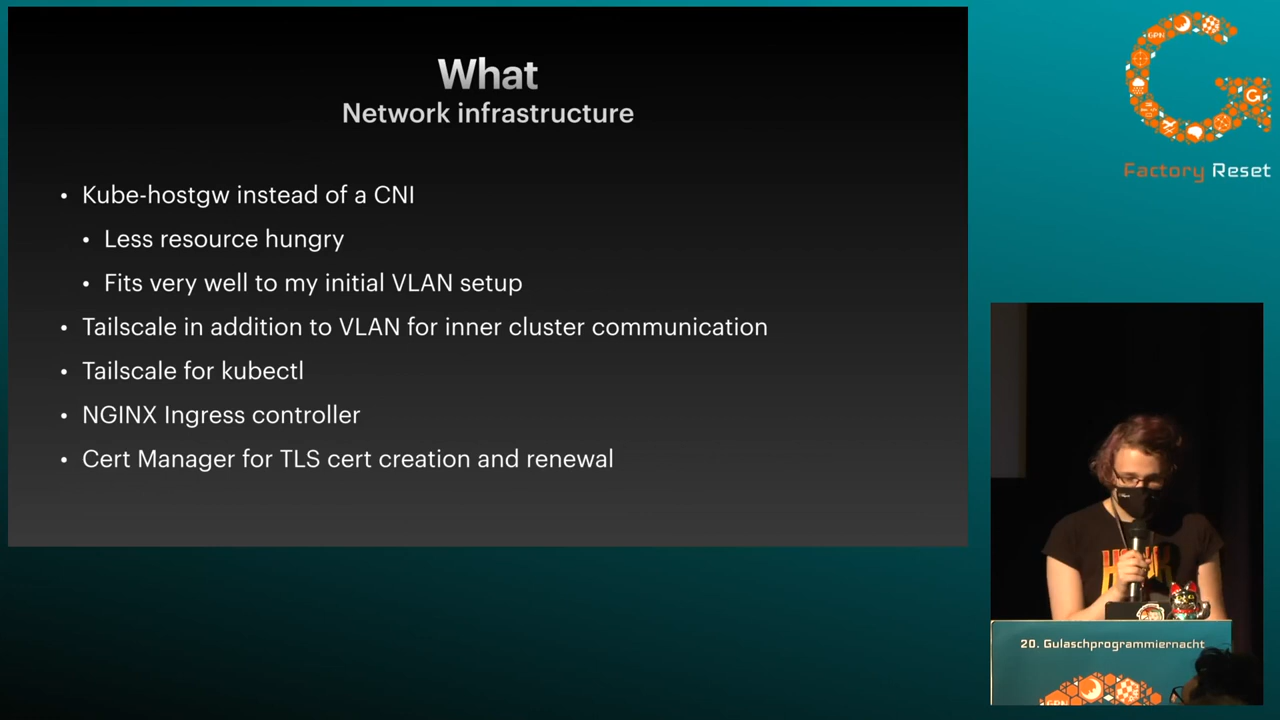 What
Network infrastructure
• Kube-hostgw instead of a CNI
• Less resource hungry
• Fits very well to my initial VLAN setup
• Tailscale in addition to VLAN for inner cluster communication
• Tailscale for kubectl
• NGINX Ingress controller
• Cert Manager for TLS cert creation and renewal
GPN
Factory Reset
20. Gulaschprogrammiernacht
GPN